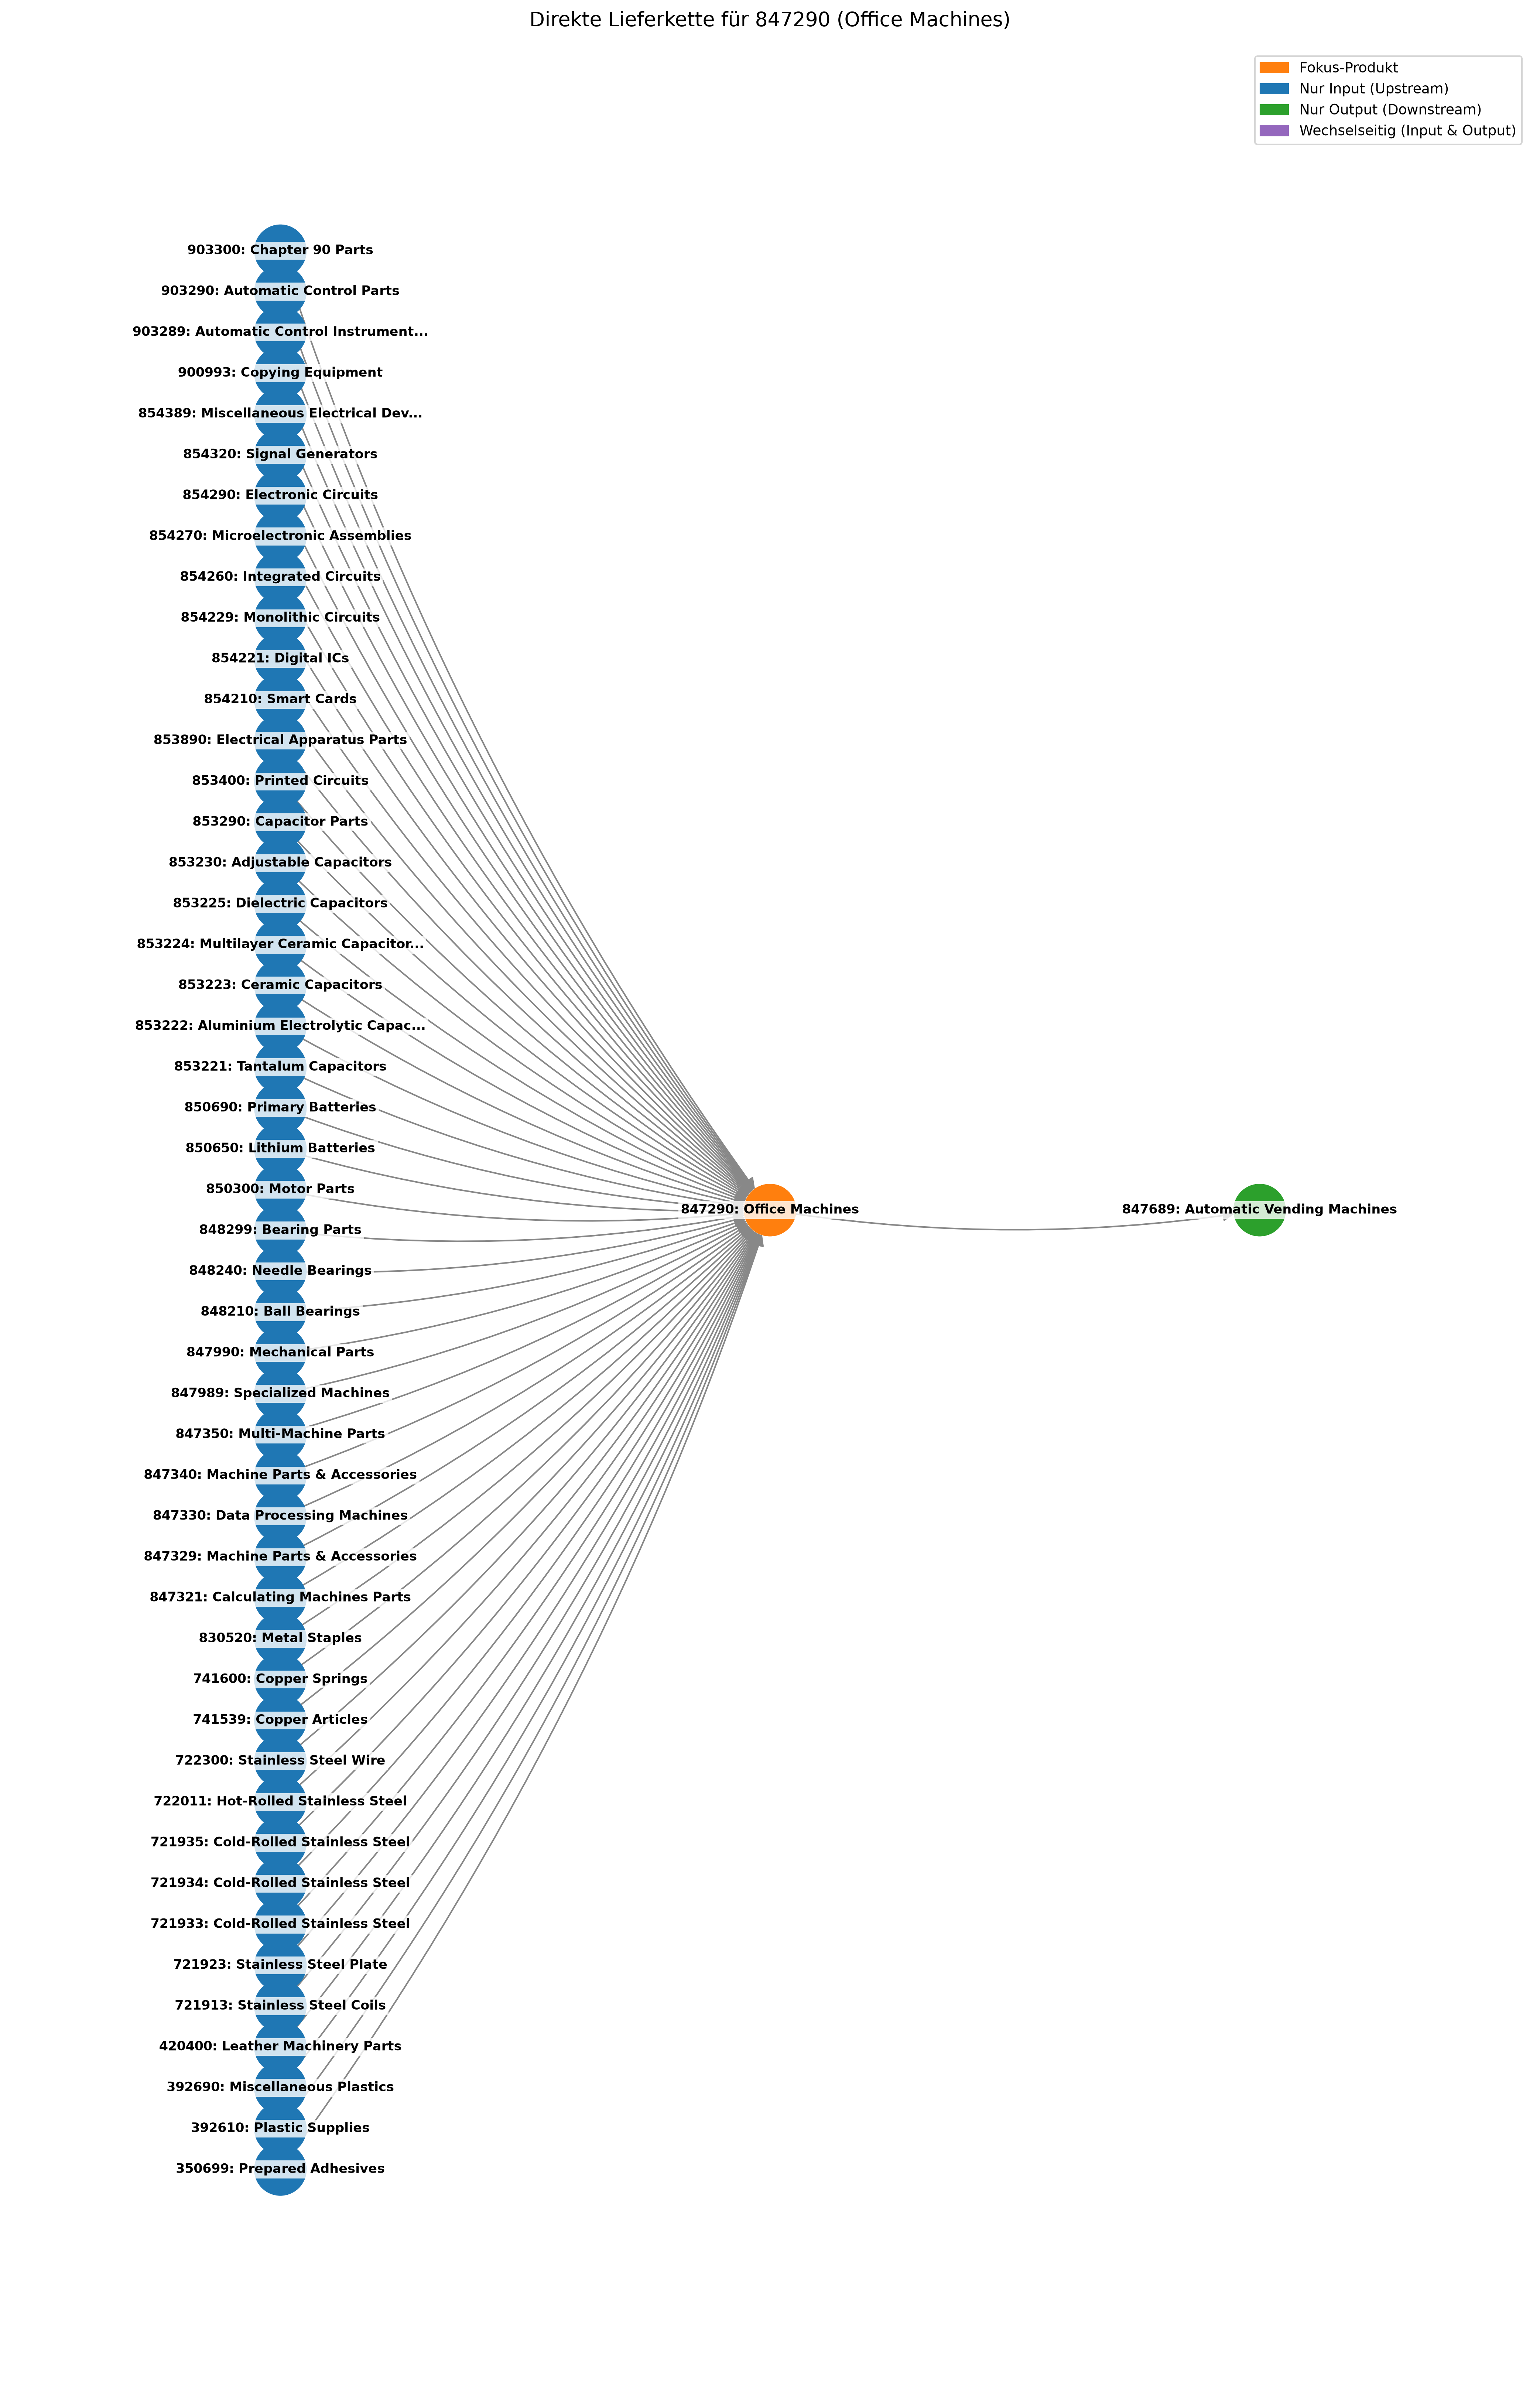 Direkte Lieferkette für 847290 (Office Machines)
Fokus-Produkt
Nur Input (Upstream)
Nur Output (Downstream)
Wechselseitig (Input & Output)
903300: Chapter 90 Parts
903290: Automatic Control Parts
903289: Automatic Control Instrument...
900993: Copying Equipment
854389: Miscellaneous Electrical Dev...
854320: Signal Generators
854290: Electronic Circuits
854270: Microelectronic Assemblies
854260: Integrated Circuits
854229: Monolithic Circuits
854221: Digital ICs
854210: Smart Cards
853890: Electrical Apparatus Parts
853400: Printed Circuits
853290: Capacitor Parts
853230: Adjustable Capacitors
853225: Dielectric Capacitors
853224: Multilayer Ceramic Capacitor...
853223: Ceramic Capacitors
853222: Aluminium Electrolytic Capac...
853221: Tantalum Capacitors
850690: Primary Batteries
850650: Lithium Batteries
850300: Motor Parts
847290: Office Machines
847689: Automatic Vending Machines
848299: Bearing Parts
848240: Needle Bearings
848210: Ball Bearings
847990: Mechanical Parts
847989: Specialized Machines
847350: Multi-Machine Parts
847340: Machine Parts & Accessories
847330: Data Processing Machines
847329: Machine Parts & Accessories
847321: Calculating Machines Parts
830520: Metal Staples
741600: Copper Springs
741539: Copper Articles
722300: Stainless Steel Wire
722011: Hot-Rolled Stainless Steel
721935: Cold-Rolled Stainless Steel
721934: Cold-Rolled Stainless Steel
721933: Cold-Rolled Stainless Steel
721923: Stainless Steel Plate
721913: Stainless Steel Coils
420400: Leather Machinery Parts
392690: Miscellaneous Plastics
392610: Plastic Supplies
350699: Prepared Adhesives